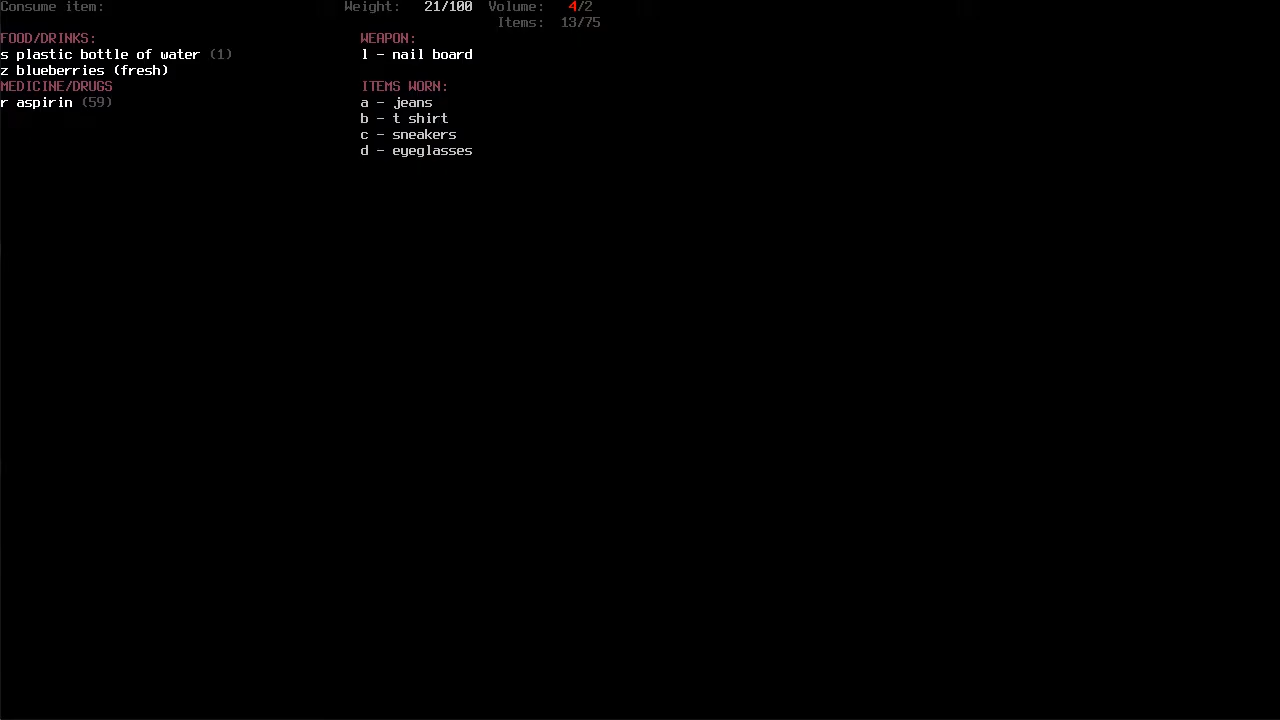 Consume item: Weight: 21/100 Volume: 4/2
Items: 13/75
FOOD/DRINKS:
s plastic bottle of water (1)
z blueberries (fresh)
MEDICINE/DRUGS
r aspirin (59)
WEAPON:
l - nail board
ITEMS WORN:
a - jeans
b - t shirt
c - sneakers
d - eyeglasses